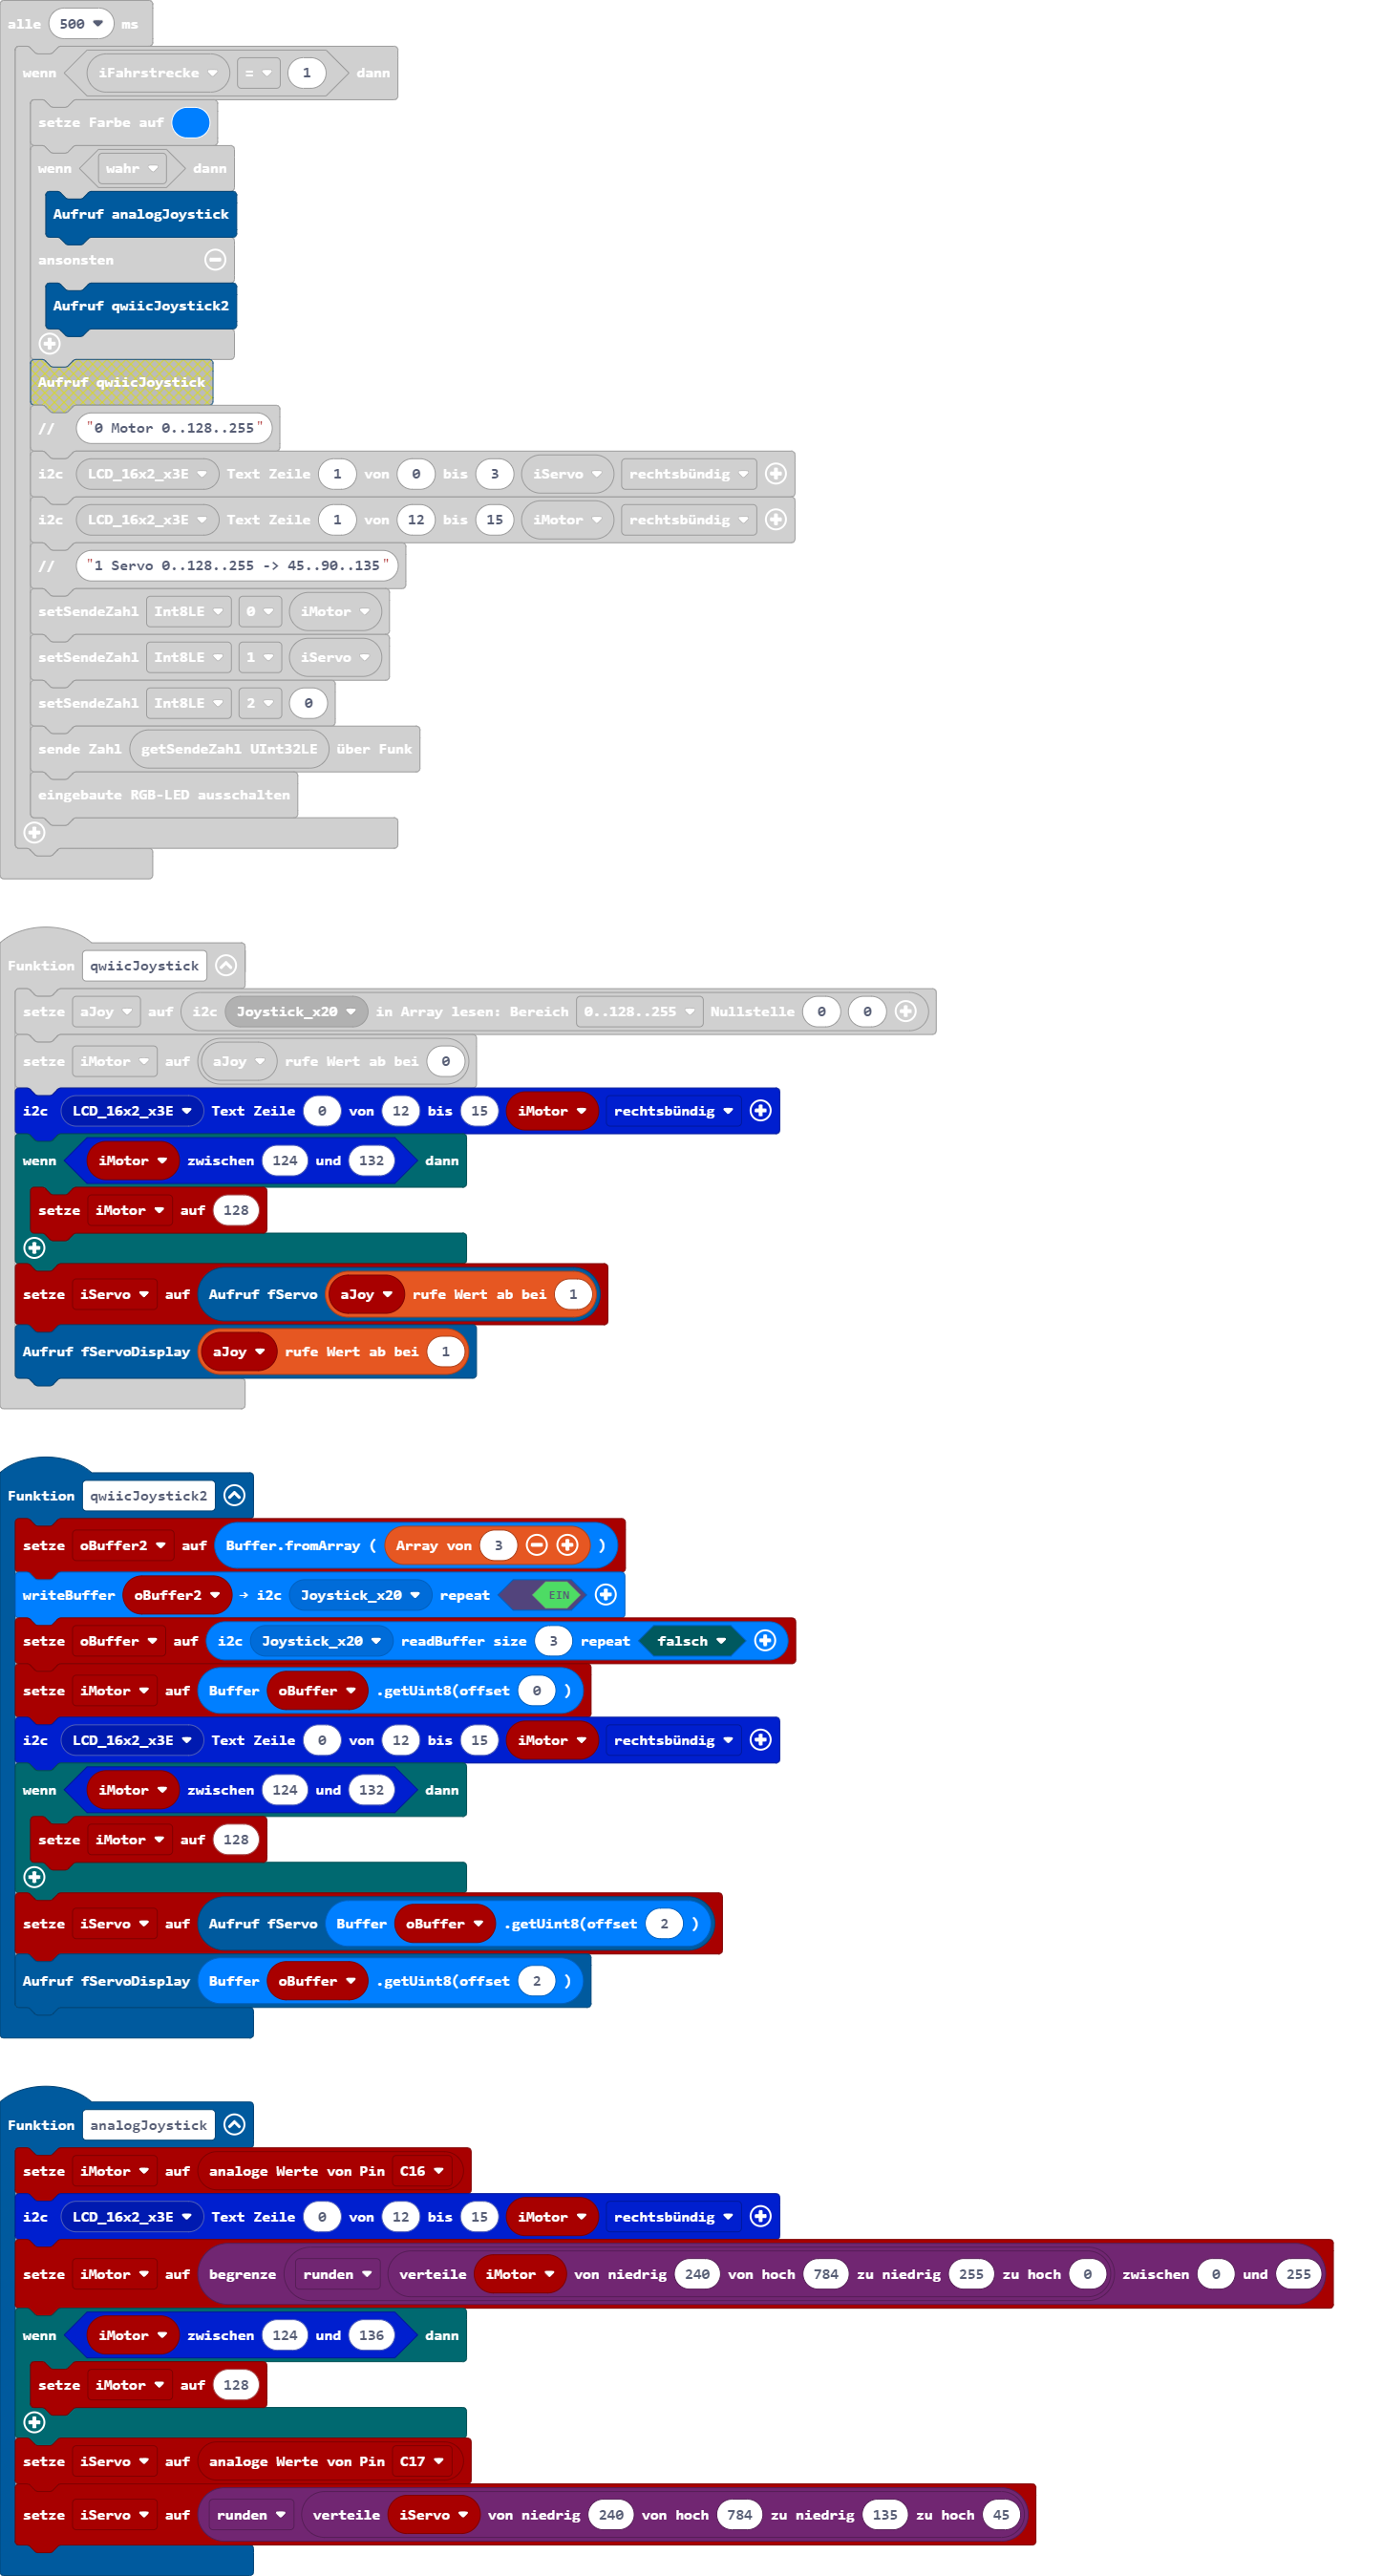 alle 500 ms
wenn iFahrstrecke = 1 dann
setze Farbe auf
wenn wahr dann
Aufruf analogJoystick
ansonsten
Aufruf qwiicJoystick2
Aufruf qwiicJoystick
// "0 Motor 0..128..255"
i2c LCD_16x2_x3E Text Zeile 1 von 0 bis 3 iServo rechtsbündig
i2c LCD_16x2_x3E Text Zeile 1 von 12 bis 15 iMotor rechtsbündig
// "1 Servo 0..128..255 -> 45..90..135"
setSendeZahl Int8LE 0 iMotor
setSendeZahl Int8LE 1 iServo
setSendeZahl Int8LE 2 0
sende Zahl getSendeZahl UInt32LE über Funk
eingebaute RGB-LED ausschalten
Funktion qwiicJoystick
setze aJoy auf i2c Joystick_x20 in Array lesen: Bereich 0..128..255 Nullstelle 0 0
setze iMotor auf aJoy rufe Wert ab bei 0
i2c LCD_16x2_x3E Text Zeile 0 von 12 bis 15 iMotor rechtsbündig
wenn iMotor zwischen 124 und 132 dann
setze iMotor auf 128
setze iServo auf Aufruf fServo aJoy rufe Wert ab bei 1
Aufruf fServoDisplay aJoy rufe Wert ab bei 1
Funktion qwiicJoystick2
setze oBuffer2 auf Buffer.fromArray ( Array von 3 )
writeBuffer oBuffer2 → i2c Joystick_x20 repeat EIN
setze oBuffer auf i2c Joystick_x20 readBuffer size 3 repeat falsch
setze iMotor auf Buffer oBuffer .getUint8(offset 0 )
i2c LCD_16x2_x3E Text Zeile 0 von 12 bis 15 iMotor rechtsbündig
wenn iMotor zwischen 124 und 132 dann
setze iMotor auf 128
setze iServo auf Aufruf fServo Buffer oBuffer .getUint8(offset 2 )
Aufruf fServoDisplay Buffer oBuffer .getUint8(offset 2 )
Funktion analogJoystick
setze iMotor auf analoge Werte von Pin C16
i2c LCD_16x2_x3E Text Zeile 0 von 12 bis 15 iMotor rechtsbündig
setze iMotor auf begrenze runden verteile iMotor von niedrig 240 von hoch 784 zu niedrig 255 zu hoch 0 zwischen 0 und 255
wenn iMotor zwischen 124 und 136 dann
setze iMotor auf 128
setze iServo auf analoge Werte von Pin C17
setze iServo auf runden verteile iServo von niedrig 240 von hoch 784 zu niedrig 135 zu hoch 45